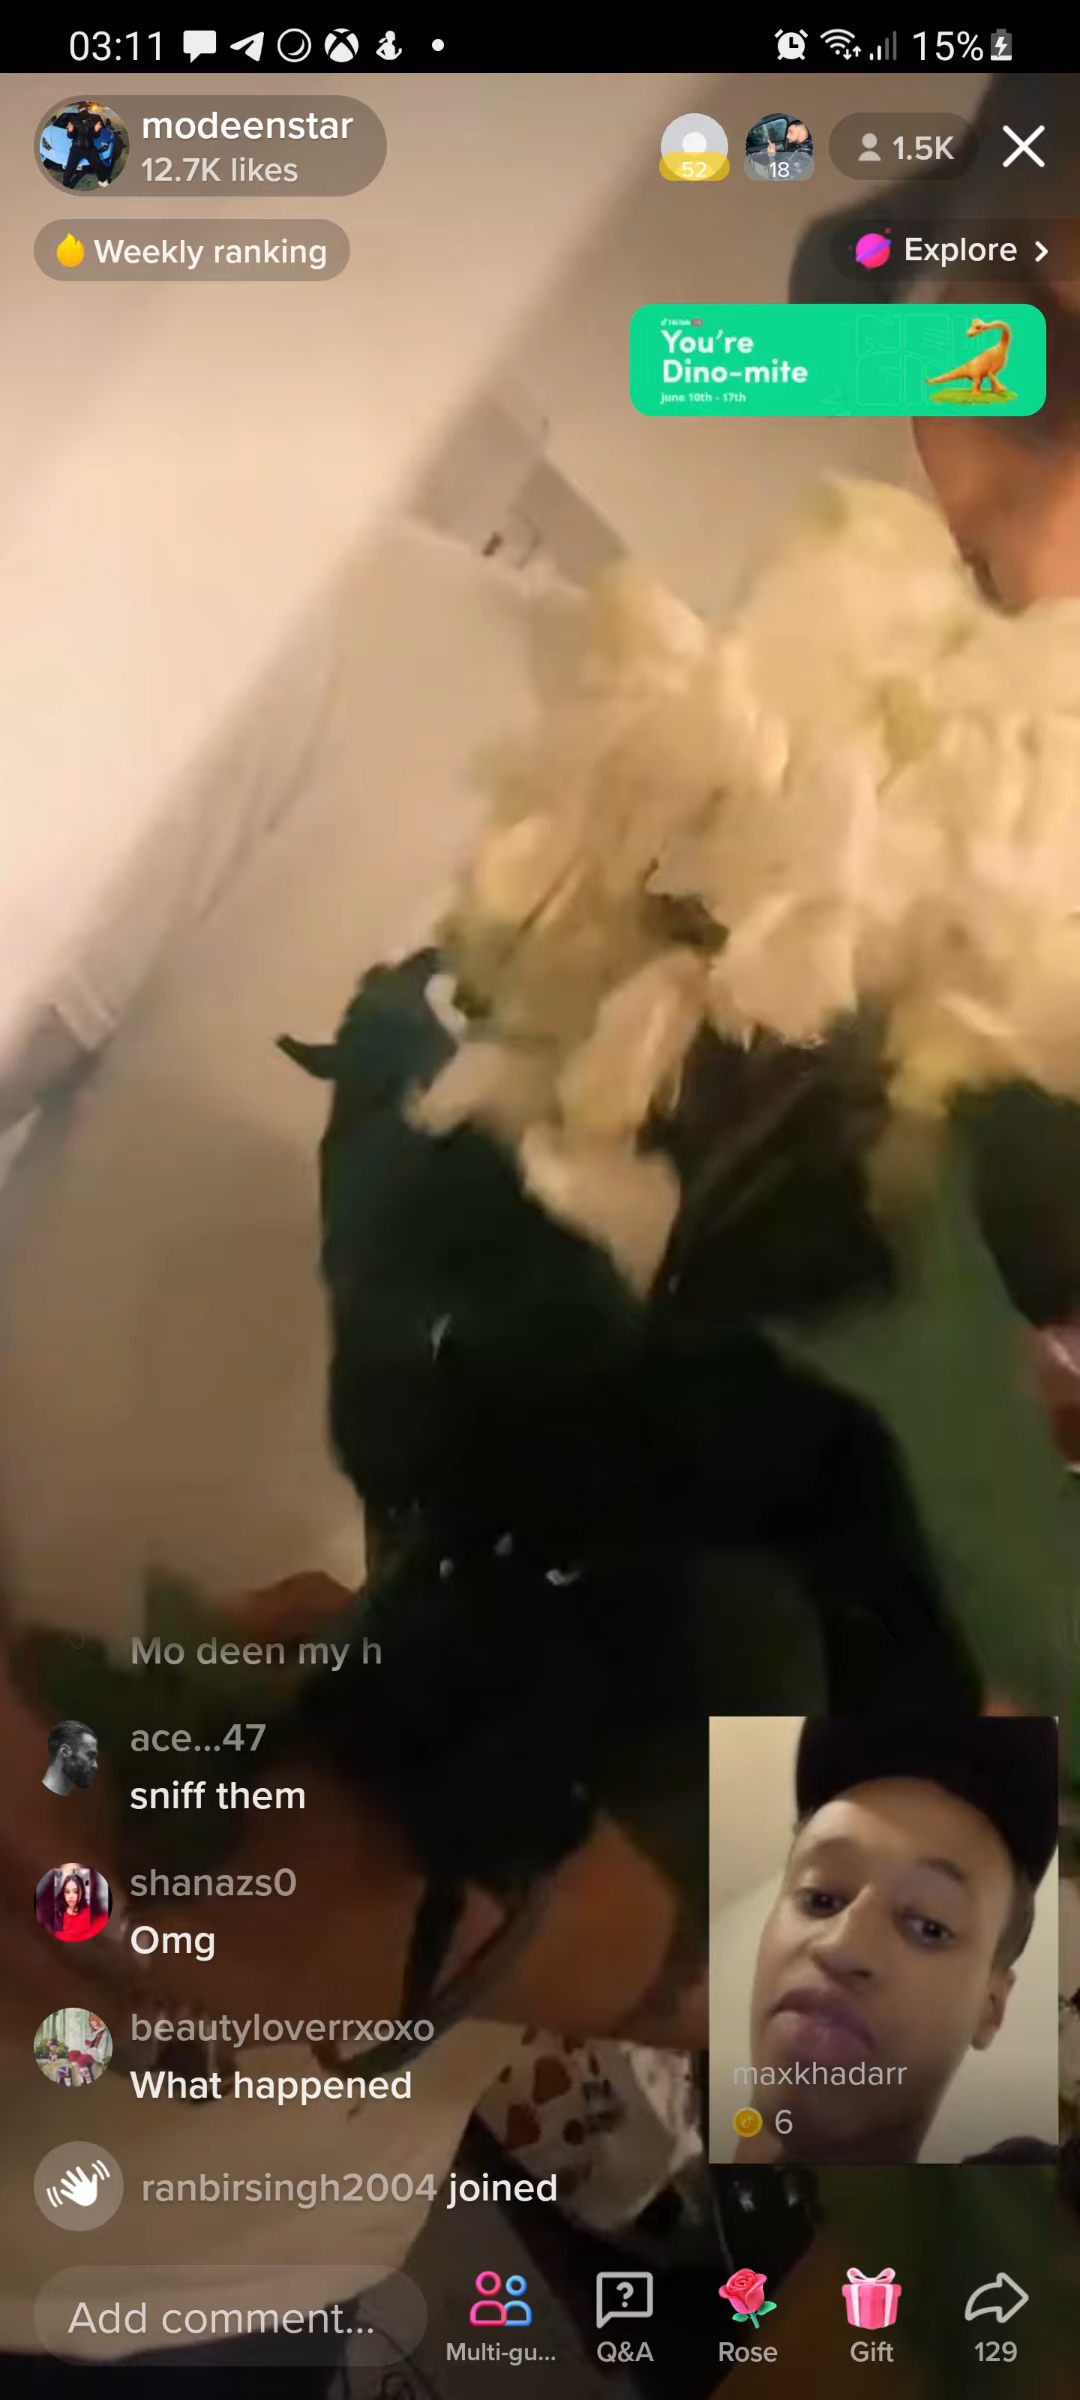 03:11
15%
modeenstar
12.7K likes
52
18
1.5K
Weekly ranking
Explore
You're
Dino-mite
June 10th - 17th
Mo deen my h
ace...47
sniff them
shanazs0
Omg
beautyloverrxoxo
What happened
ranbirsingh2004 joined
maxkhadarr
6
Add comment...
Multi-gu...
Q&A
Rose
Gift
129